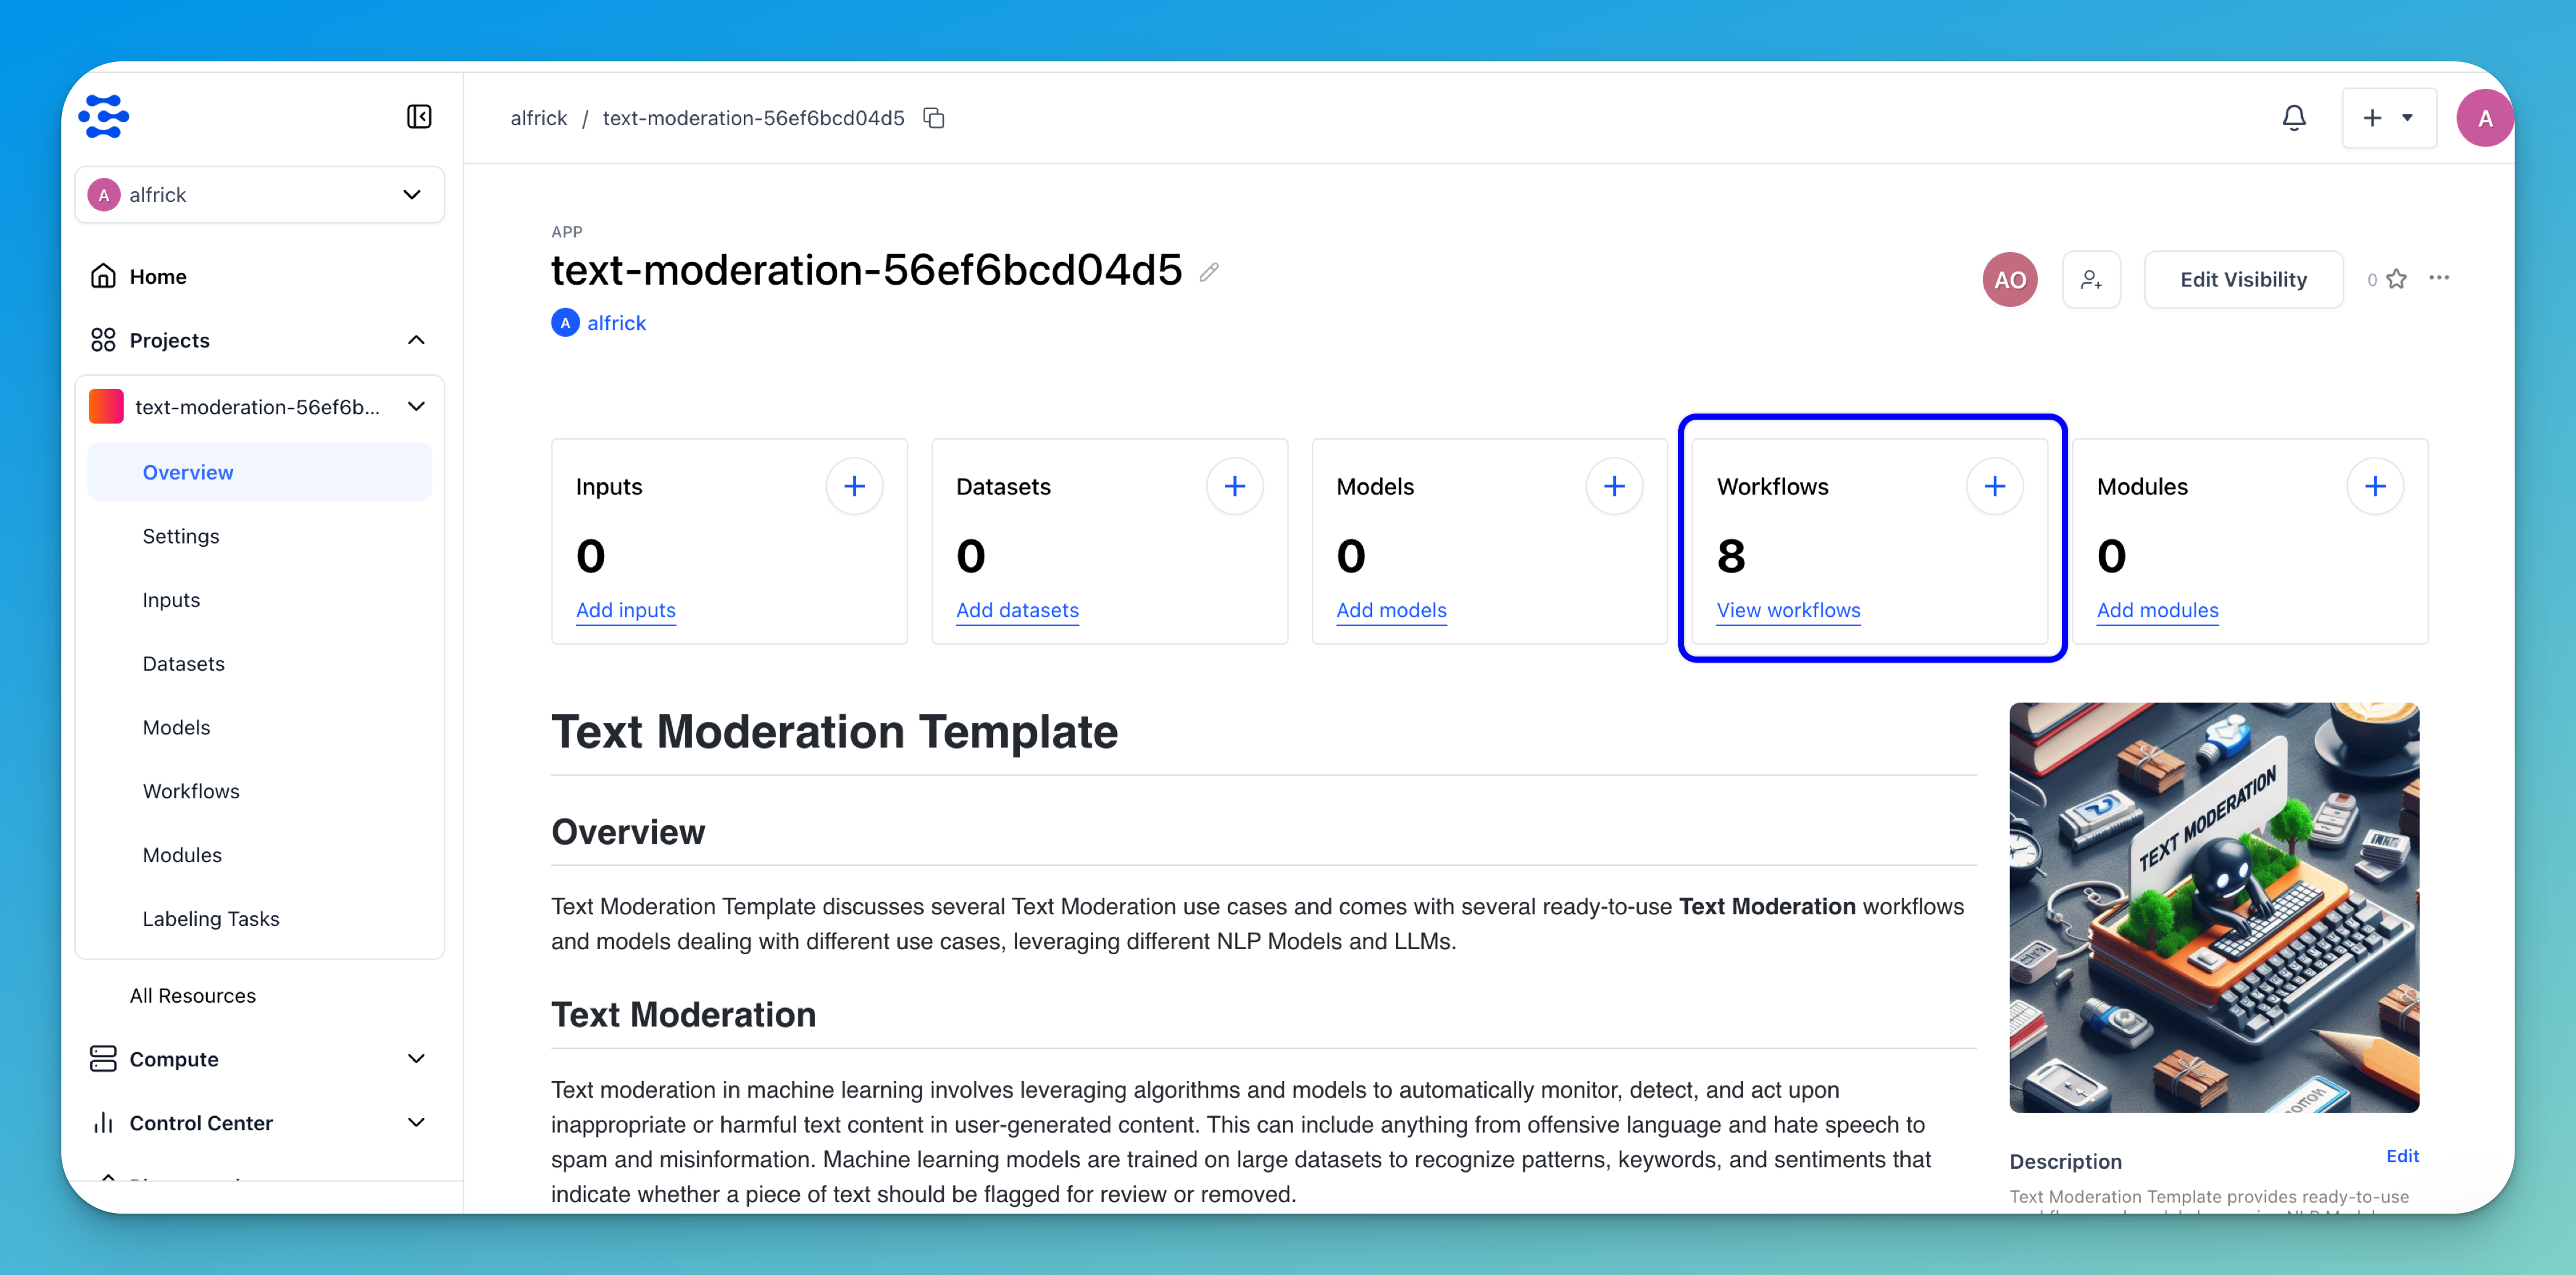 alfrick / text-moderation-56ef6bcd04d5
A
A alfrick
Home
Projects
text-moderation-56ef6b...
Overview
Settings
Inputs
Datasets
Models
Workflows
Modules
Labeling Tasks
All Resources
Compute
Control Center
APP
text-moderation-56ef6bcd04d5
A alfrick
AO
Edit Visibility
0
Inputs
0
Add inputs
Datasets
0
Add datasets
Models
0
Add models
Workflows
8
View workflows
Modules
0
Add modules
Text Moderation Template
Overview
Text Moderation Template discusses several Text Moderation use cases and comes with several ready-to-use Text Moderation workflows
and models dealing with different use cases, leveraging different NLP Models and LLMs.
Text Moderation
Text moderation in machine learning involves leveraging algorithms and models to automatically monitor, detect, and act upon
inappropriate or harmful text content in user-generated content. This can include anything from offensive language and hate speech to
spam and misinformation. Machine learning models are trained on large datasets to recognize patterns, keywords, and sentiments that
indicate whether a piece of text should be flagged for review or removed.
TEXT MODERATION
Description
Edit
Text Moderation Template provides ready-to-use